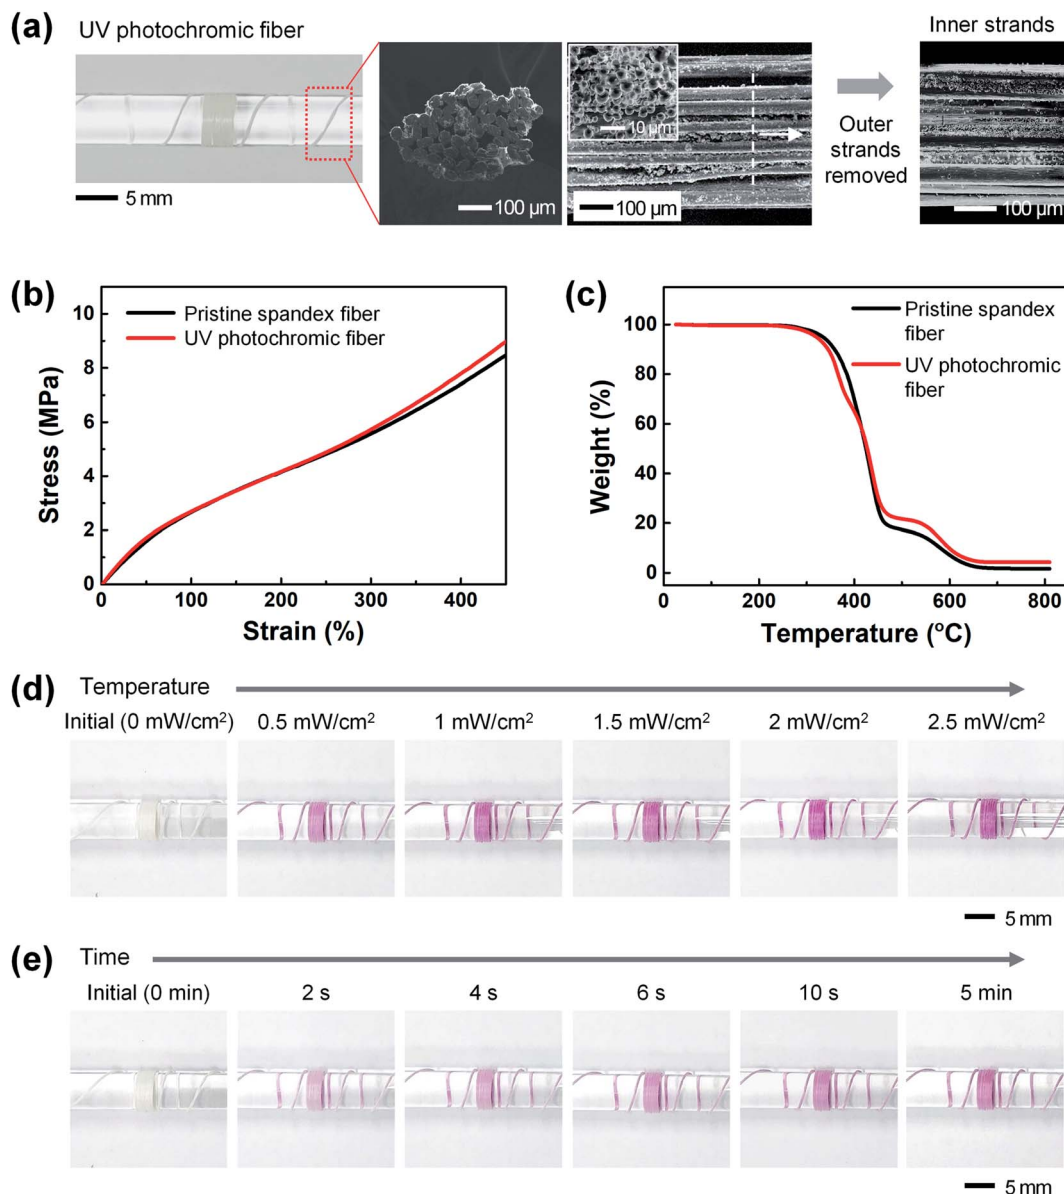 (a)
UV photochromic fiber
5 mm
100 μm
10 μm
100 μm
Outer
strands
removed
Inner strands
100 μm
(b)
Stress (MPa)
10
8
6
4
2
0
Pristine spandex fiber
UV photochromic fiber
0 100 200 300 400
Strain (%)
(c)
Weight (%)
100
80
60
40
20
0
Pristine spandex
fiber
UV photochromic
fiber
0 200 400 600 800
Temperature (°C)
(d) Temperature
Initial (0 mW/cm²) 0.5 mW/cm² 1 mW/cm² 1.5 mW/cm² 2 mW/cm² 2.5 mW/cm²
5 mm
(e) Time
Initial (0 min) 2 s 4 s 6 s 10 s 5 min
5 mm